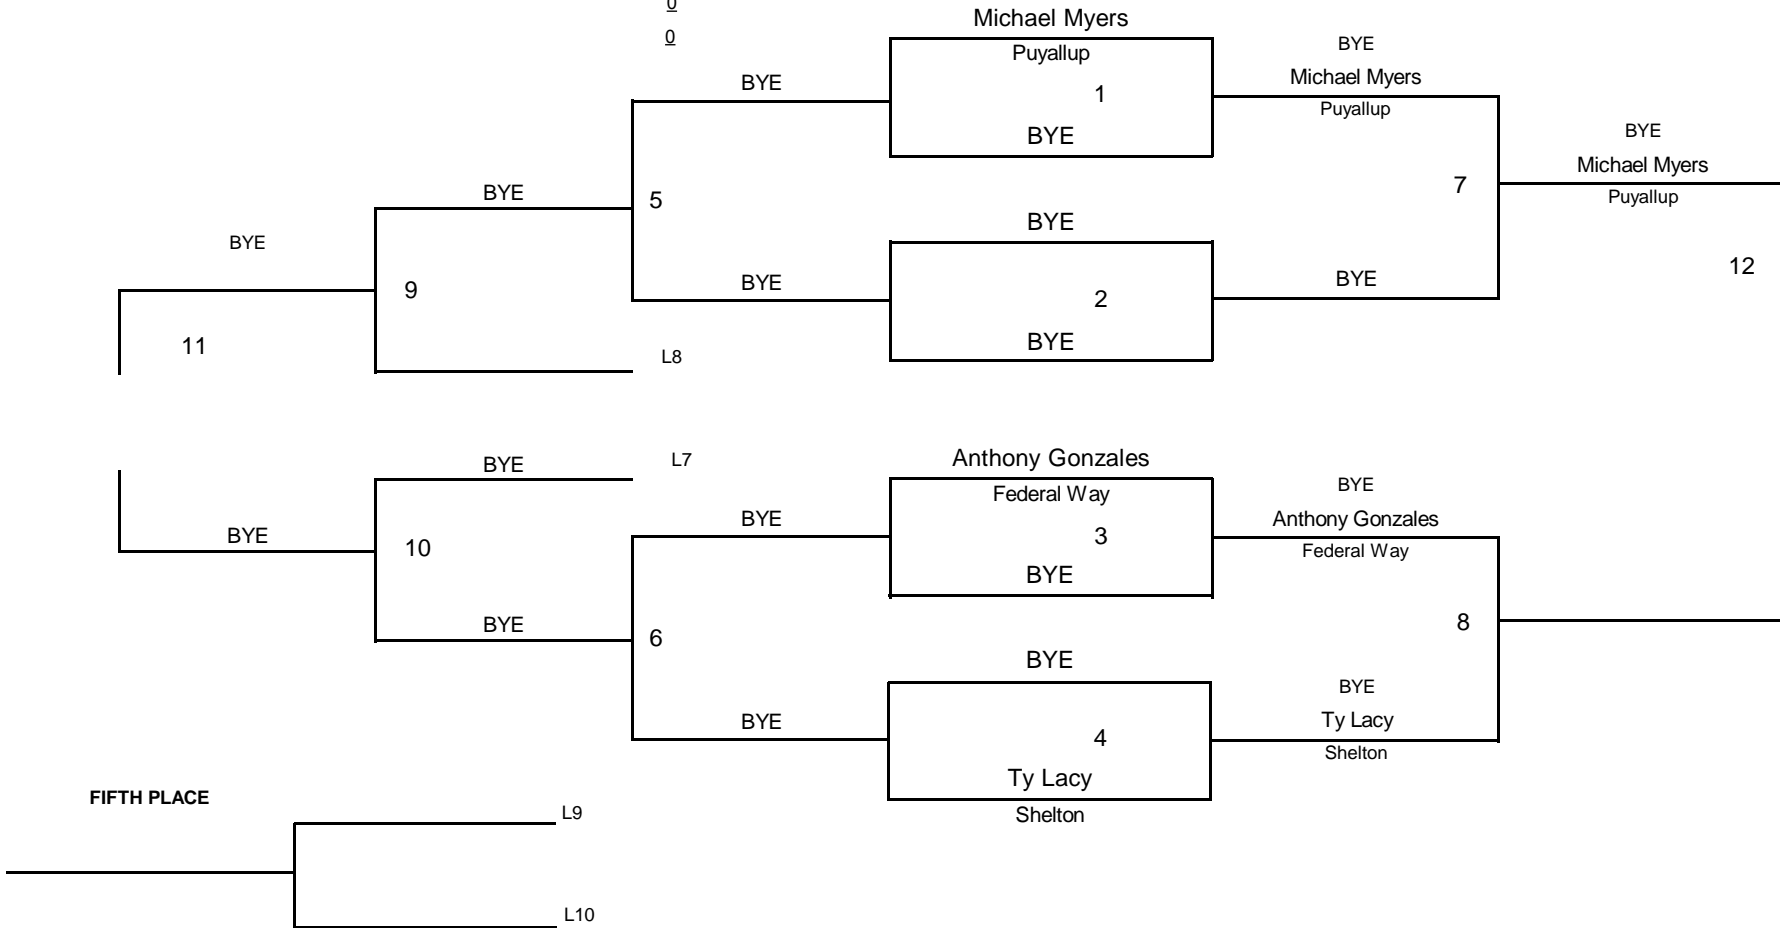 0
0
Michael Myers
Puyallup
BYE
1
BYE
BYE
Michael Myers
Puyallup
BYE
Michael Myers
Puyallup
7
12
BYE
5
BYE
BYE
9
BYE
BYE
2
BYE
BYE
11
L8
BYE
L7
Anthony Gonzales
Federal Way
BYE
3
BYE
BYE
Anthony Gonzales
Federal Way
BYE
10
BYE
6
8
BYE
BYE
4
Ty Lacy
Shelton
BYE
Ty Lacy
Shelton
FIFTH PLACE
L9
L10